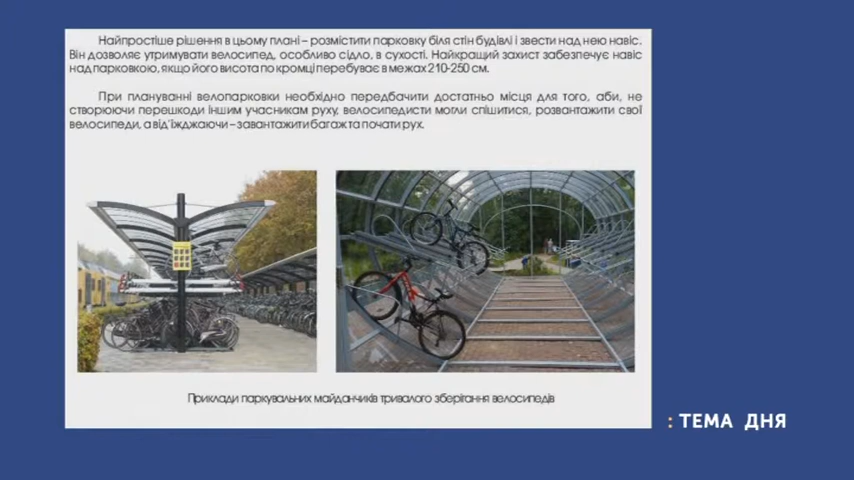 Найпростіше рішення в цьому плані – розмістити парковку біля стін будівлі і звести над нею навіс.
Він дозволяє утримувати велосипед, особливо сідло, в сухості. Найкращий захист забезпечує навіс
над парковкою, якщо його висота по кромці перебуває в межах 210-250 см.
При плануванні велопарковки необхідно передбачити достатньо місця для того, аби, не
створюючи перешкоди іншим учасникам руху, велосипедисти могли спішитися, розвантажити свої
велосипеди, а від’їжджаючи – завантажити багаж та почати рух.
Приклади паркувальних майданчиків тривалого зберігання велосипедів
: ТЕМА ДНЯ